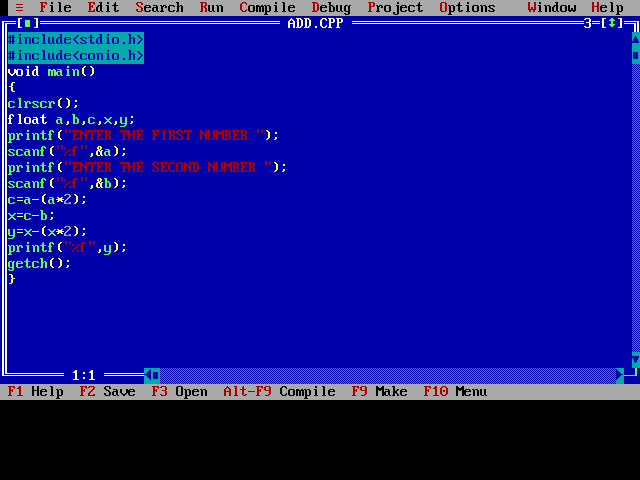 ≡ File Edit Search Run Compile Debug Project Options Window Help
[■] ADD.CPP 3=[↕]
#include<stdio.h>
#include<conio.h>
void main()
{
clrscr();
float a,b,c,x,y;
printf("ENTER THE FIRST NUMBER ");
scanf("%f",&a);
printf("ENTER THE SECOND NUMBER ");
scanf("%f",&b);
c=a-(a*2);
x=c-b;
y=x-(x*2);
printf("%f",y);
getch();
}
1:1
F1 Help F2 Save F3 Open Alt-F9 Compile F9 Make F10 Menu